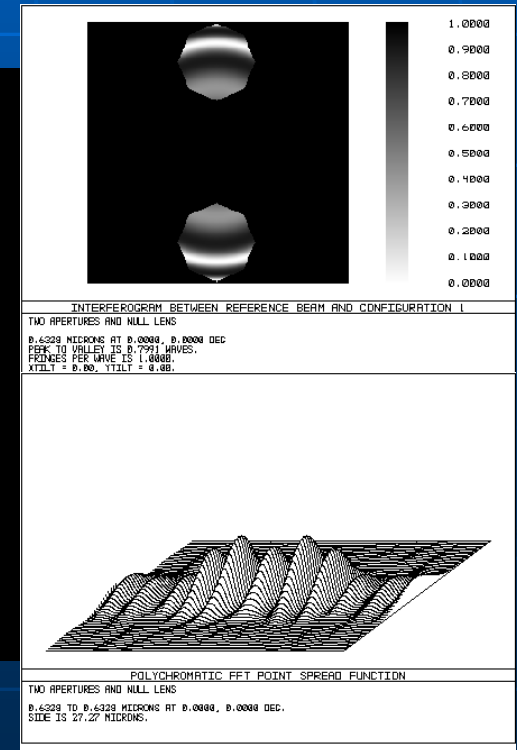 1.0000
0.9000
0.8000
0.7000
0.6000
0.5000
0.4000
0.3000
0.2000
0.1000
0.0000
INTERFEROGRAM BETWEEN REFERENCE BEAM AND CONFIGURATION 1
TWO APERTURES AND NULL LENS
0.6328 MICRONS AT 0.0000, 0.0000 DEG
PEAK TO VALLEY IS 0.7991 WAVES.
FRINGES PER WAVE IS 1.0000.
XTILT = 0.00, YTILT = 0.00.
POLYCHROMATIC FFT POINT SPREAD FUNCTION
TWO APERTURES AND NULL LENS
0.6328 TO 0.6328 MICRONS AT 0.0000, 0.0000 DEG.
SIDE IS 27.27 MICRONS.